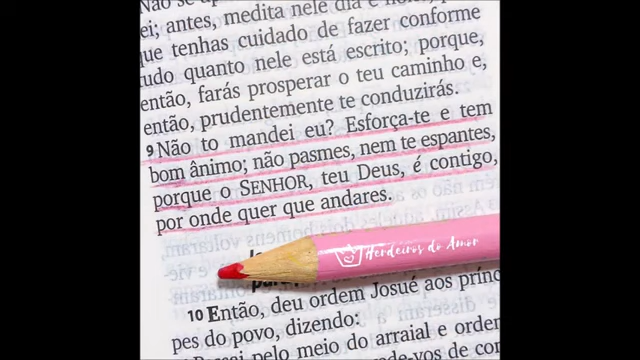 Não se
ei; antes, medita nele dia e
que tenhas cuidado de fazer conforme
tudo quanto nele está escrito; porque,
então, farás prosperar o teu caminho e,
então, prudentemente te conduzirás.
9 Não to mandei eu? Esforça-te e tem
bom ânimo; não pasmes, nem te espantes,
porque o SENHOR, teu Deus, é contigo,
por onde quer que andares.
Herdeiros do Amor
10 Então, deu ordem Josué aos prínci
pes do povo, dizendo:
pelo meio do arraial e orden